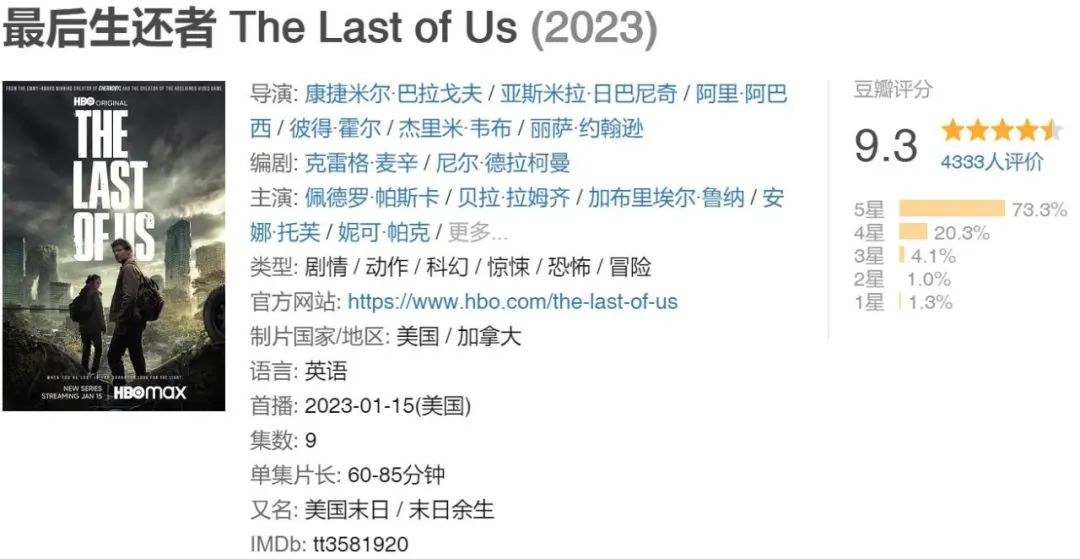 最后生还者 The Last of Us (2023)
FROM THE EMMY-AWARD WINNING CREATOR OF CHERNOBYL AND THE CREATOR OF THE ACCLAIMED VIDEO GAME
HBO ORIGINAL
THE
LAST
OF US
WHEN YOU'RE LOST IN THE DARKNESS LOOK FOR THE LIGHT.
NEW SERIES
STREAMING JAN 15
HBOMAX
导演: 康捷米尔·巴拉戈夫 / 亚斯米拉·日巴尼奇 / 阿里·阿巴
西 / 彼得·霍尔 / 杰里米·韦布 / 丽萨·约翰逊
编剧: 克雷格·麦辛 / 尼尔·德拉柯曼
主演: 佩德罗·帕斯卡 / 贝拉·拉姆齐 / 加布里埃尔·鲁纳 / 安
娜·托芙 / 妮可·帕克 / 更多...
类型: 剧情 / 动作 / 科幻 / 惊悚 / 恐怖 / 冒险
官方网站: https://www.hbo.com/the-last-of-us
制片国家/地区: 美国 / 加拿大
语言: 英语
首播: 2023-01-15(美国)
集数: 9
单集片长: 60-85分钟
又名: 美国末日 / 末日余生
IMDb: tt3581920
豆瓣评分
9.3
4333人评价
5星 73.3%
4星 20.3%
3星 4.1%
2星 1.0%
1星 1.3%